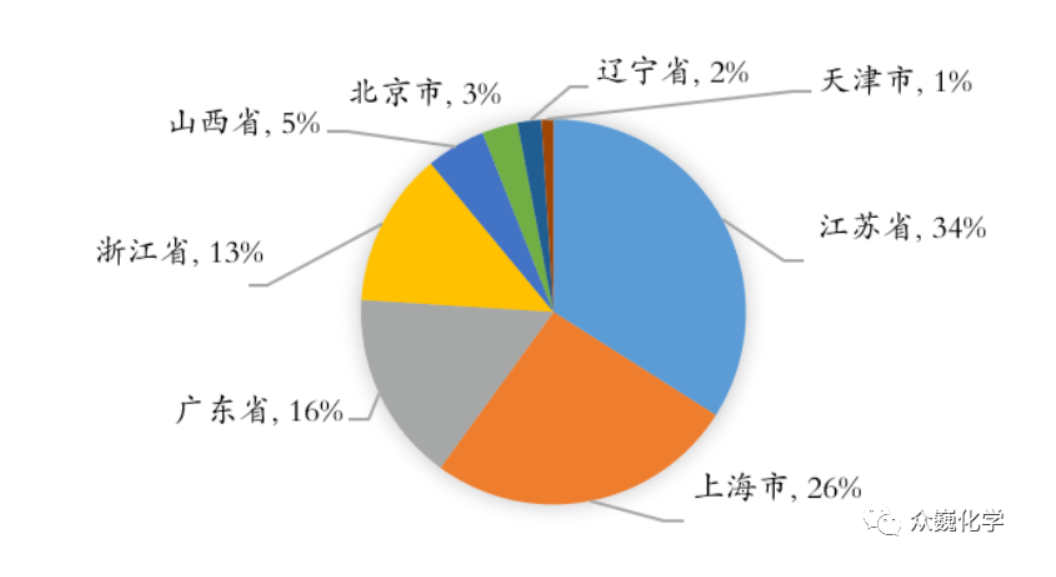 辽宁省, 2%
天津市, 1%
北京市, 3%
山西省, 5%
江苏省, 34%
浙江省, 13%
广东省, 16%
上海市, 26%
众巍化学